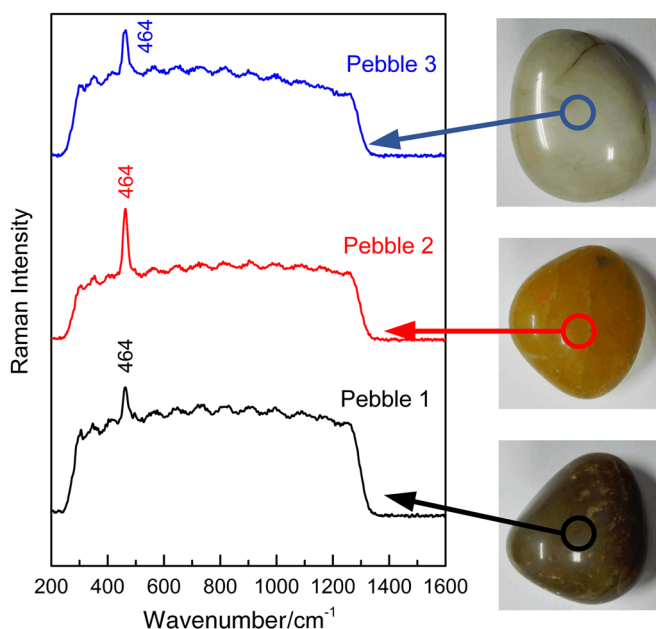 464
Pebble 3
464
Pebble 2
464
Pebble 1
Raman Intensity
200 400 600 800 1000 1200 1400 1600
Wavenumber/cm⁻¹